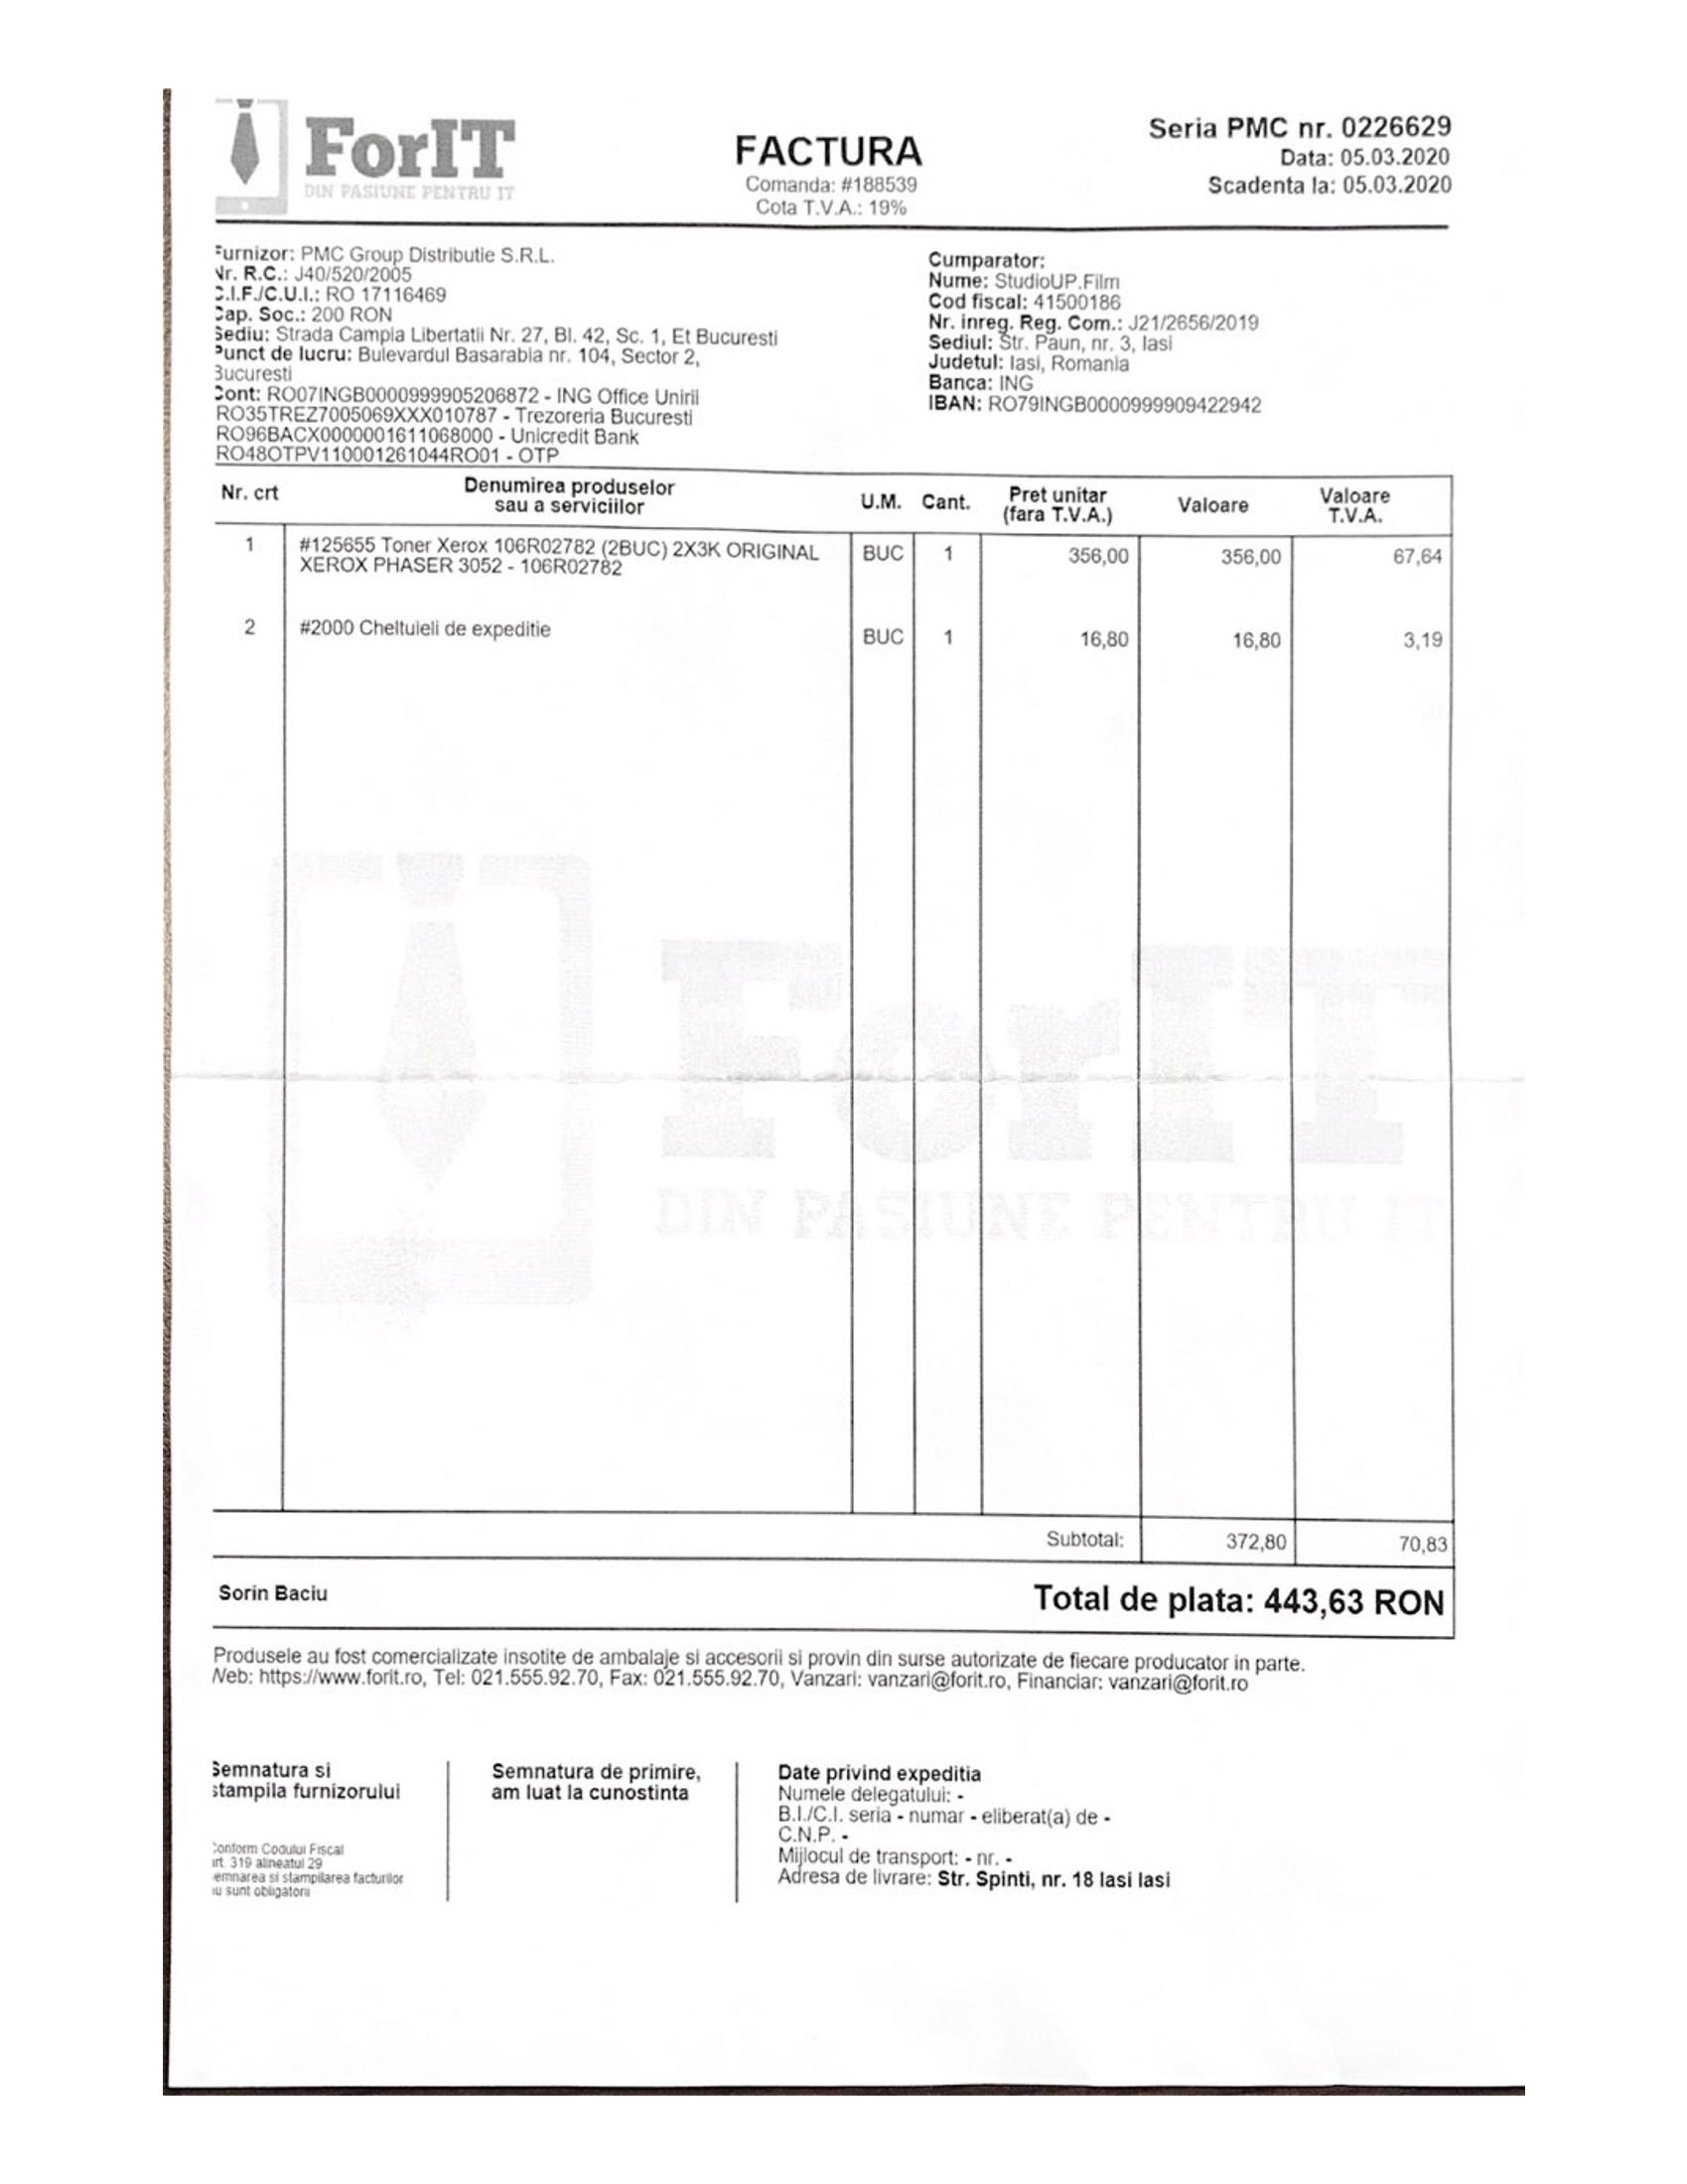 ForIT
DIN PASIUNE PENTRU IT
FACTURA
Comanda: #188539
Cota T.V.A.: 19%
Seria PMC nr. 0226629
Data: 05.03.2020
Scadenta la: 05.03.2020
Furnizor: PMC Group Distributie S.R.L.
Nr. R.C.: J40/520/2005
C.I.F./C.U.I.: RO 17116469
Cap. Soc.: 200 RON
Sediu: Strada Campia Libertatii Nr. 27, Bl. 42, Sc. 1, Et Bucuresti
Punct de lucru: Bulevardul Basarabia nr. 104, Sector 2,
Bucuresti
Cont: RO07INGB0000999905206872 - ING Office Unirii
RO35TREZ7005069XXX010787 - Trezoreria Bucuresti
RO96BACX0000001611068000 - Unicredit Bank
RO48OTPV110001261044RO01 - OTP
Cumparator:
Nume: StudioUP.Film
Cod fiscal: 41500186
Nr. inreg. Reg. Com.: J21/2656/2019
Sediul: Str. Paun, nr. 3, Iasi
Judetul: Iasi, Romania
Banca: ING
IBAN: RO79INGB0000999909422942
Nr. crt Denumirea produselor sau a serviciilor U.M. Cant. Pret unitar (fara T.V.A.) Valoare Valoare T.V.A.
1 #125655 Toner Xerox 106R02782 (2BUC) 2X3K ORIGINAL BUC 1 356,00 356,00 67,64
XEROX PHASER 3052 - 106R02782
2 #2000 Cheltuieli de expeditie BUC 1 16,80 16,80 3,19
ForIT
DIN PASIUNE PENTRU IT
Subtotal: 372,80 70,83
Sorin Baciu Total de plata: 443,63 RON
Produsele au fost comercializate insotite de ambalaje si accesorii si provin din surse autorizate de fiecare producator in parte.
Web: https://www.forit.ro, Tel: 021.555.92.70, Fax: 021.555.92.70, Vanzari: vanzari@forit.ro, Financiar: vanzari@forit.ro
Semnatura si
stampila furnizorului
Conform Codului Fiscal
art. 319 alineatul 29
semnarea si stampilarea facturilor
nu sunt obligatorii
Semnatura de primire,
am luat la cunostinta
Date privind expeditia
Numele delegatului: -
B.I./C.I. seria - numar - eliberat(a) de -
C.N.P. -
Mijlocul de transport: - nr. -
Adresa de livrare: Str. Spinti, nr. 18 Iasi Iasi